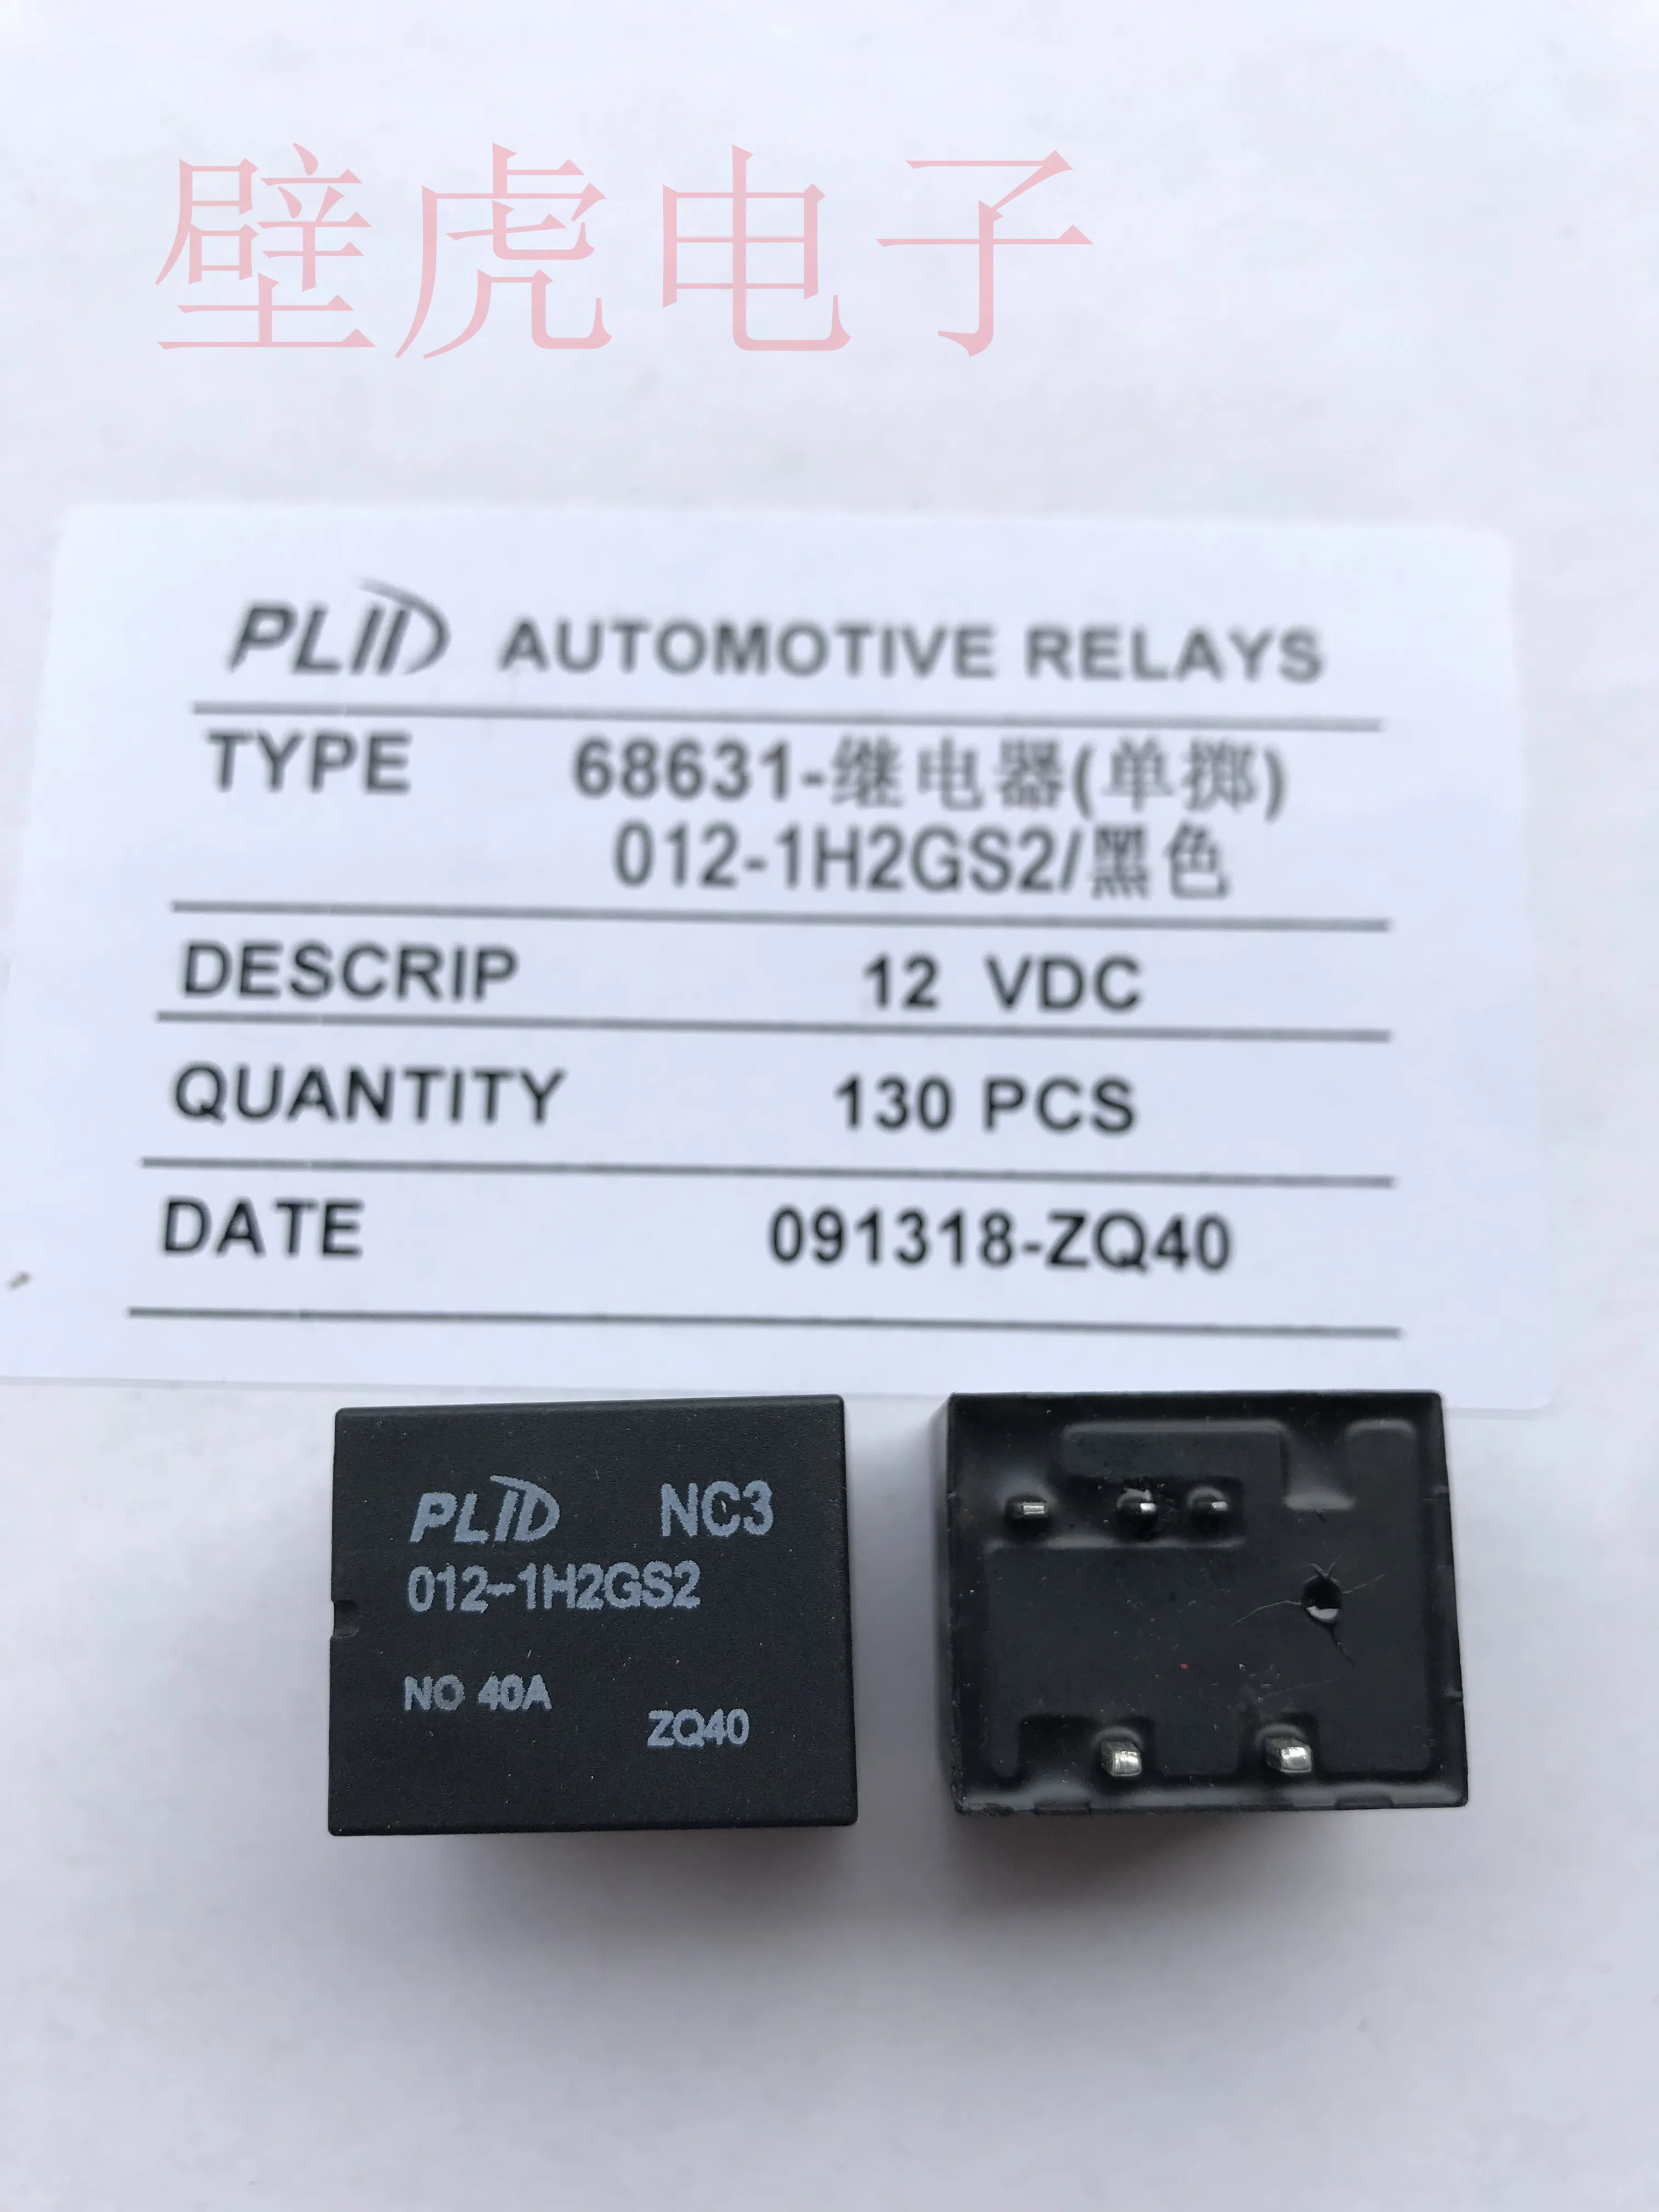 壁虎电子
PLID AUTOMOTIVE RELAYS
TYPE 68631-继电器(单掷)
012-1H2GS2/黑色
DESCRIP 12 VDC
QUANTITY 130 PCS
DATE 091318-ZQ40
PLID NC3
012-1H2GS2
NO 40A
ZQ40